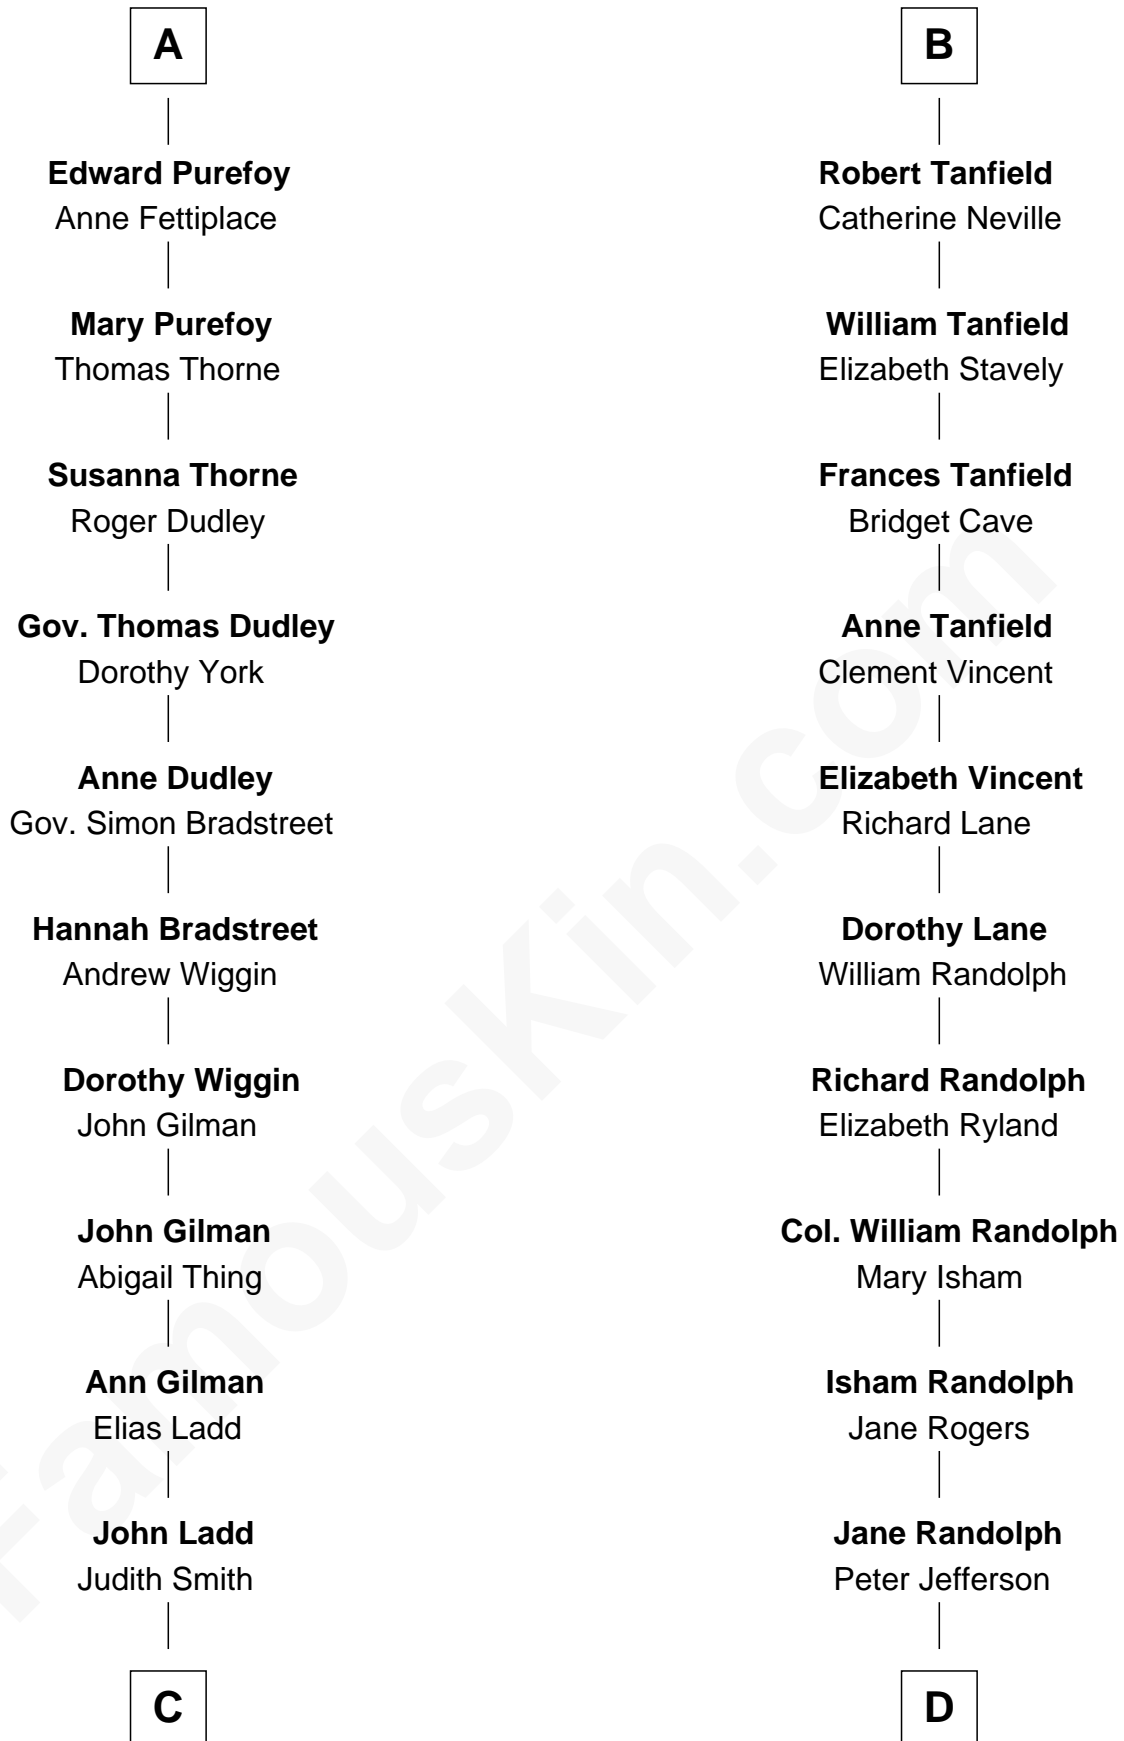 A
Edward Purefoy
Anne Fettiplace
Mary Purefoy
Thomas Thorne
Susanna Thorne
Roger Dudley
Gov. Thomas Dudley
Dorothy York
Anne Dudley
Gov. Simon Bradstreet
Hannah Bradstreet
Andrew Wiggin
Dorothy Wiggin
John Gilman
John Gilman
Abigail Thing
Ann Gilman
Elias Ladd
John Ladd
Judith Smith
C
B
Robert Tanfield
Catherine Neville
William Tanfield
Elizabeth Stavely
Frances Tanfield
Bridget Cave
Anne Tanfield
Clement Vincent
Elizabeth Vincent
Richard Lane
Dorothy Lane
William Randolph
Richard Randolph
Elizabeth Ryland
Col. William Randolph
Mary Isham
Isham Randolph
Jane Rogers
Jane Randolph
Peter Jefferson
D
FamousKin.com